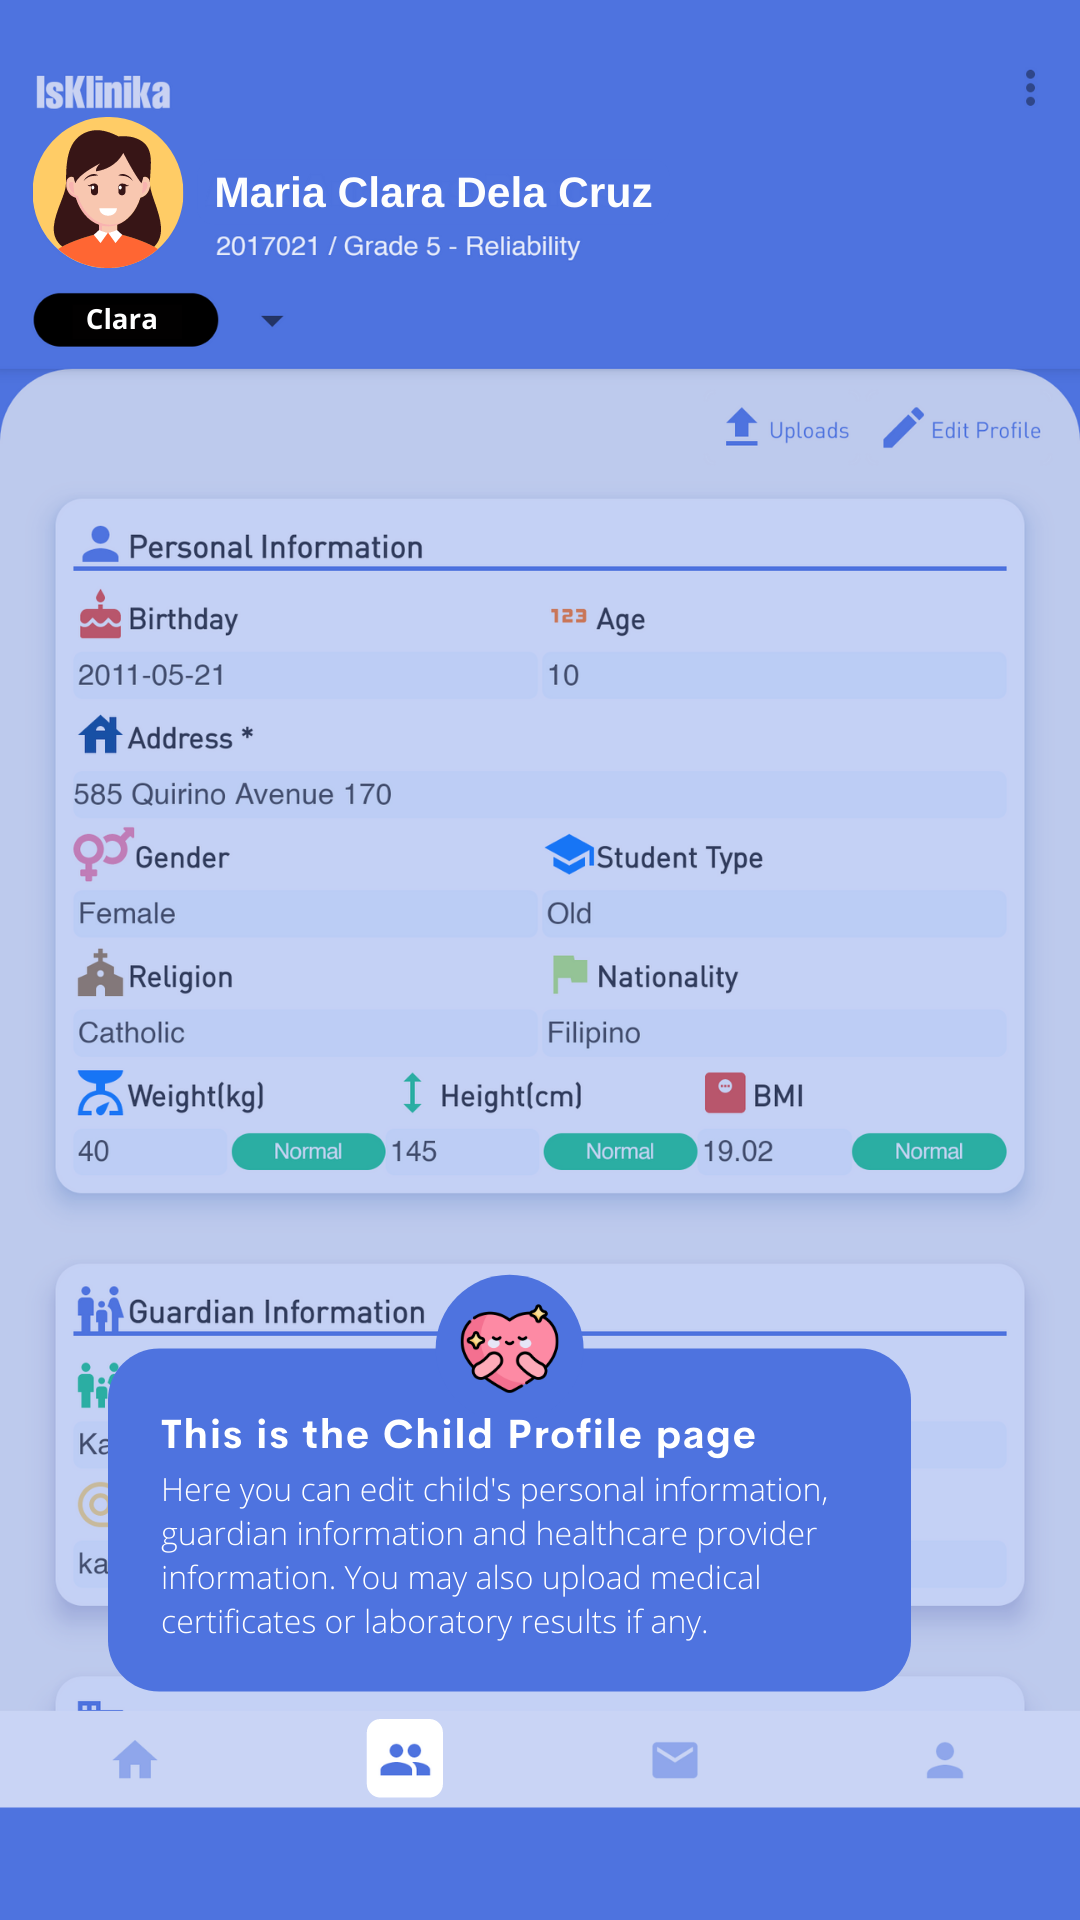 IsKlinika
Maria Clara Dela Cruz
2017021 / Grade 5 - Reliability
Clara
Uploads Edit Profile
Personal Information
Birthday 123 Age
2011-05-21 10
Address *
585 Quirino Avenue 170
Gender Student Type
Female Old
Religion Nationality
Catholic Filipino
Weight(kg) Height(cm) BMI
40 Normal 145 Normal 19.02 Normal
Guardian Information
This is the Child Profile page
Here you can edit child's personal information,
guardian information and healthcare provider
information. You may also upload medical
certificates or laboratory results if any.